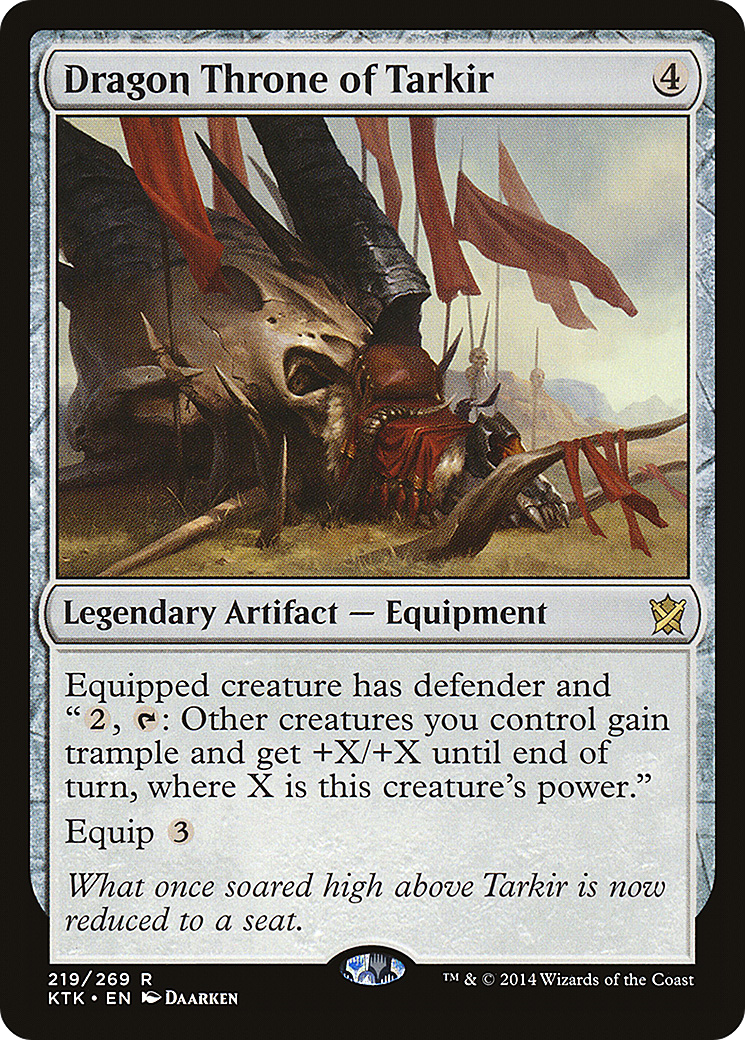 Dragon Throne of Tarkir 4
Legendary Artifact — Equipment
Equipped creature has defender and
“2, : Other creatures you control gain
trample and get +X/+X until end of
turn, where X is this creature’s power.”
Equip 3
What once soared high above Tarkir is now
reduced to a seat.
219/269 R
KTK • EN Daarken
™ & © 2014 Wizards of the Coast